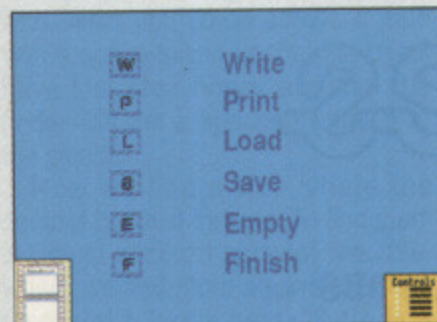 W Write
P Print
L Load
S Save
E Empty
F Finish
Controls